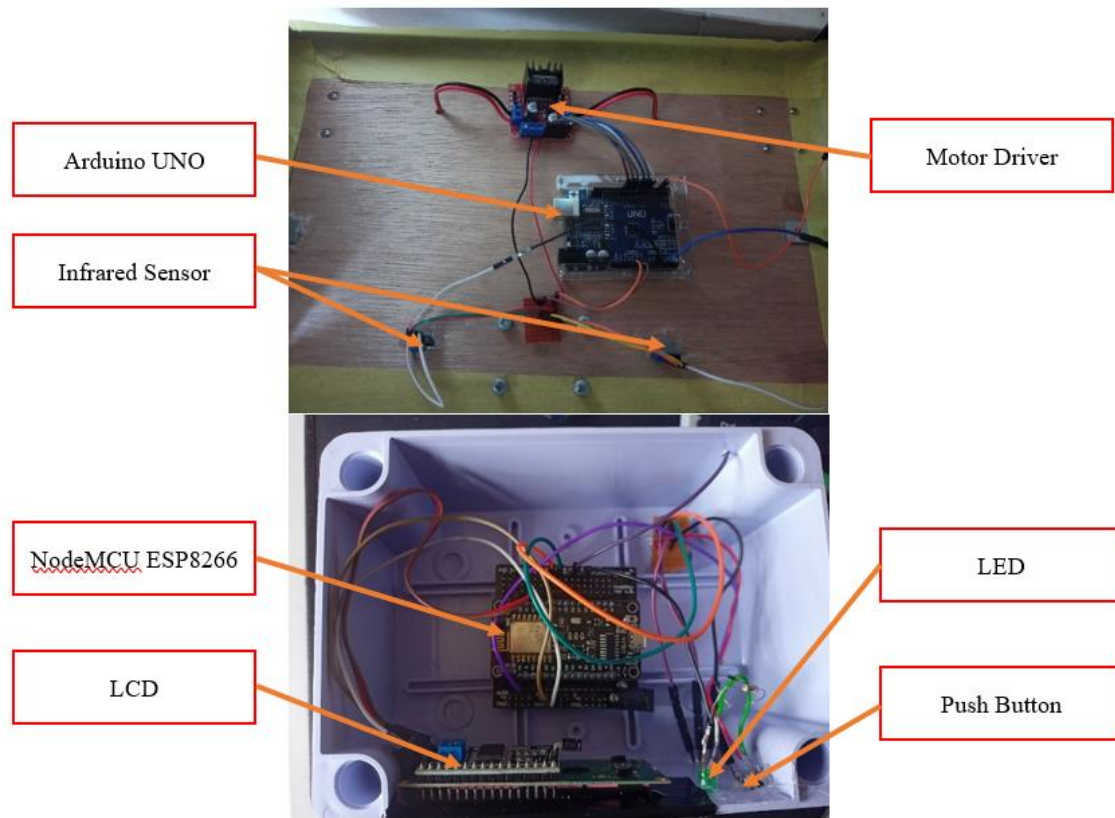 Arduino UNO
Motor Driver
Infrared Sensor
UNO
NodeMCU ESP8266
LED
LCD
Push Button